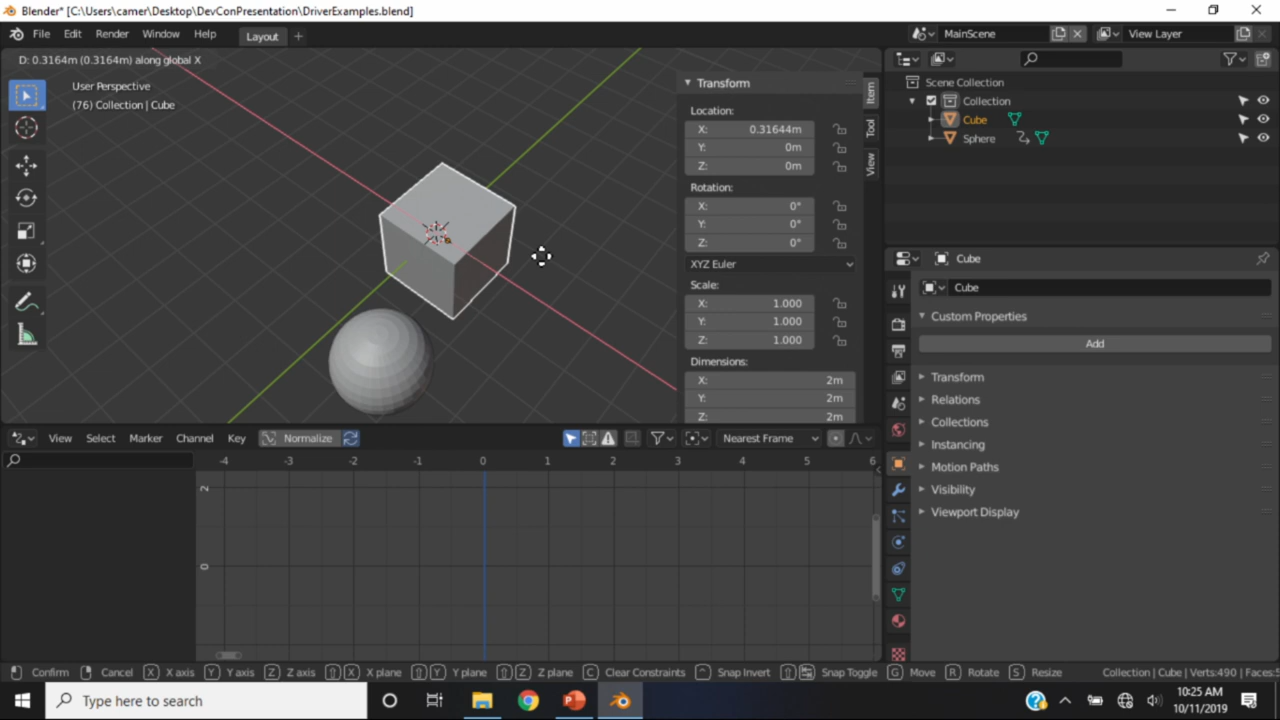 Blender* [C:\Users\camer\Desktop\DevConPresentation\DriverExamples.blend]
File Edit Render Window Help Layout + MainScene View Layer
D: 0.3164m (0.3164m) along global X
User Perspective
(76) Collection | Cube
Transform
Location:
X: 0.31644m
Y: 0m
Z: 0m
Rotation:
X: 0°
Y: 0°
Z: 0°
XYZ Euler
Scale:
X: 1.000
Y: 1.000
Z: 1.000
Dimensions:
X: 2m
Y: 2m
Z: 2m
Item
Tool
View
Scene Collection
Collection
Cube
Sphere
Cube
Cube
Custom Properties
Add
Transform
Relations
Collections
Instancing
Motion Paths
Visibility
Viewport Display
View Select Marker Channel Key Normalize Nearest Frame
-4 -3 -2 -1 0 1 2 3 4 5 6
2
0
Confirm Cancel X X axis Y Y axis Z Z axis X X plane Y Y plane Z Z plane C Clear Constraints Snap Invert Snap Toggle G Move R Rotate S Resize Collection | Cube | Verts:490 | Faces:
Type here to search
10:25 AM
10/11/2019